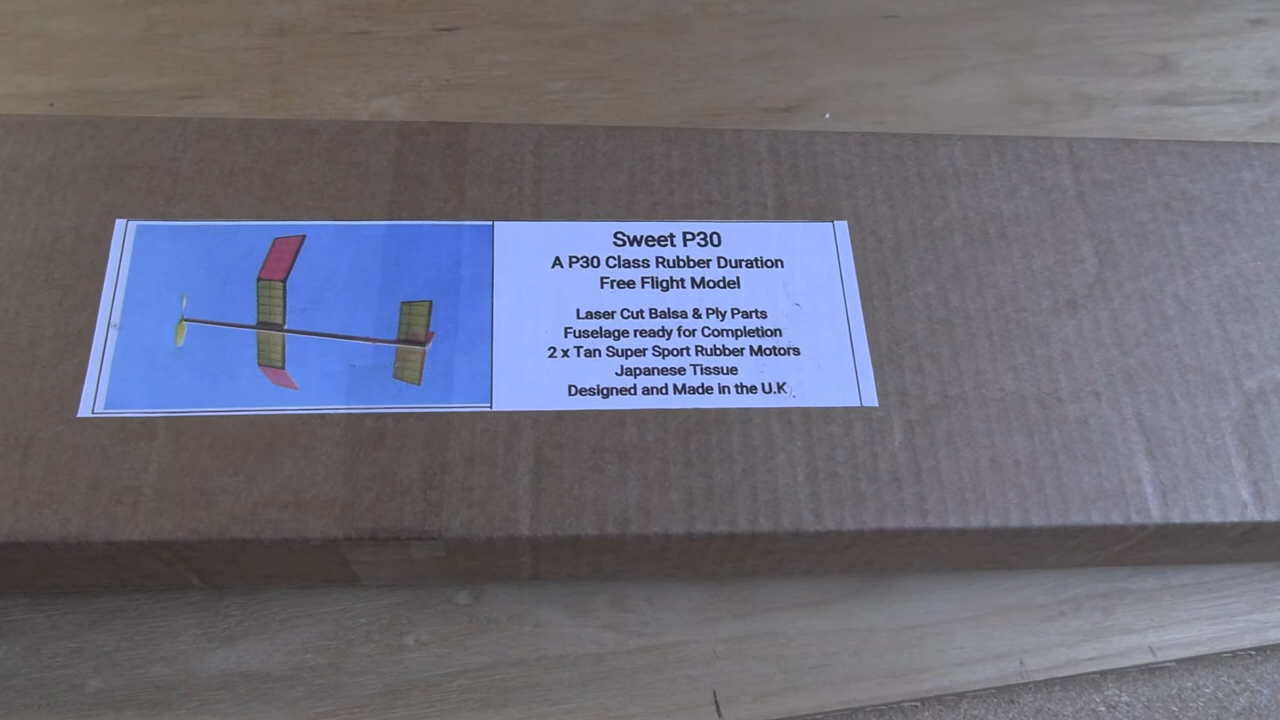 Sweet P30
A P30 Class Rubber Duration
Free Flight Model
Laser Cut Balsa & Ply Parts
Fuselage ready for Completion
2 x Tan Super Sport Rubber Motors
Japanese Tissue
Designed and Made in the U.K.